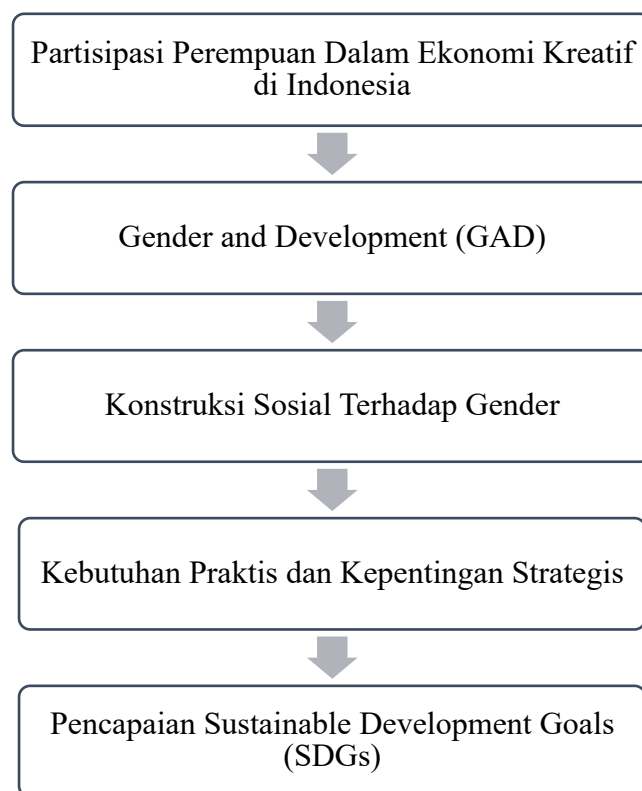 Partisipasi Perempuan Dalam Ekonomi Kreatif
di Indonesia
Gender and Development (GAD)
Konstruksi Sosial Terhadap Gender
Kebutuhan Praktis dan Kepentingan Strategis
Pencapaian Sustainable Development Goals
(SDGs)